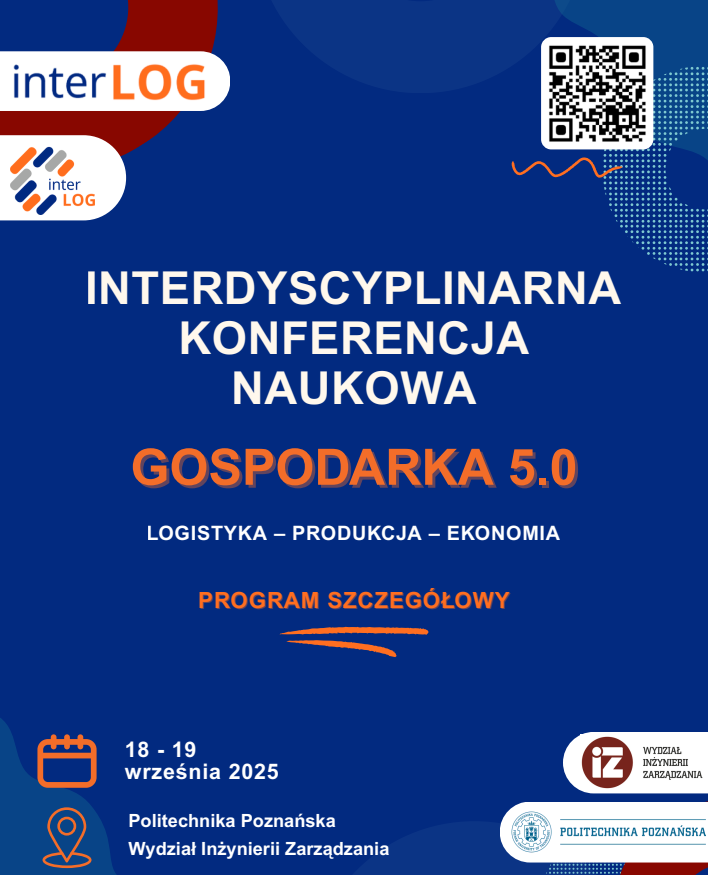 interLOG
inter
LOG
INTERDYSCYPLINARNA
KONFERENCJA
NAUKOWA
GOSPODARKA 5.0
LOGISTYKA – PRODUKCJA – EKONOMIA
PROGRAM SZCZEGÓŁOWY
18 - 19
września 2025
Politechnika Poznańska
Wydział Inżynierii Zarządzania
iz
WYDZIAŁ
INŻYNIERII
ZARZĄDZANIA
POLITECHNIKA POZNAŃSKA